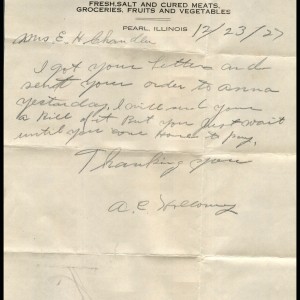 FRESH, SALT AND CURED MEATS,
GROCERIES, FRUITS AND VEGETABLES
PEARL, ILLINOIS 12/23/27
Mrs. E. H. Chandler
I got your letter and
sent your order to anna
yesterday, I will send you
a Bill of it But you just wait
until you come Home to pay.
Thanking you
A. E.